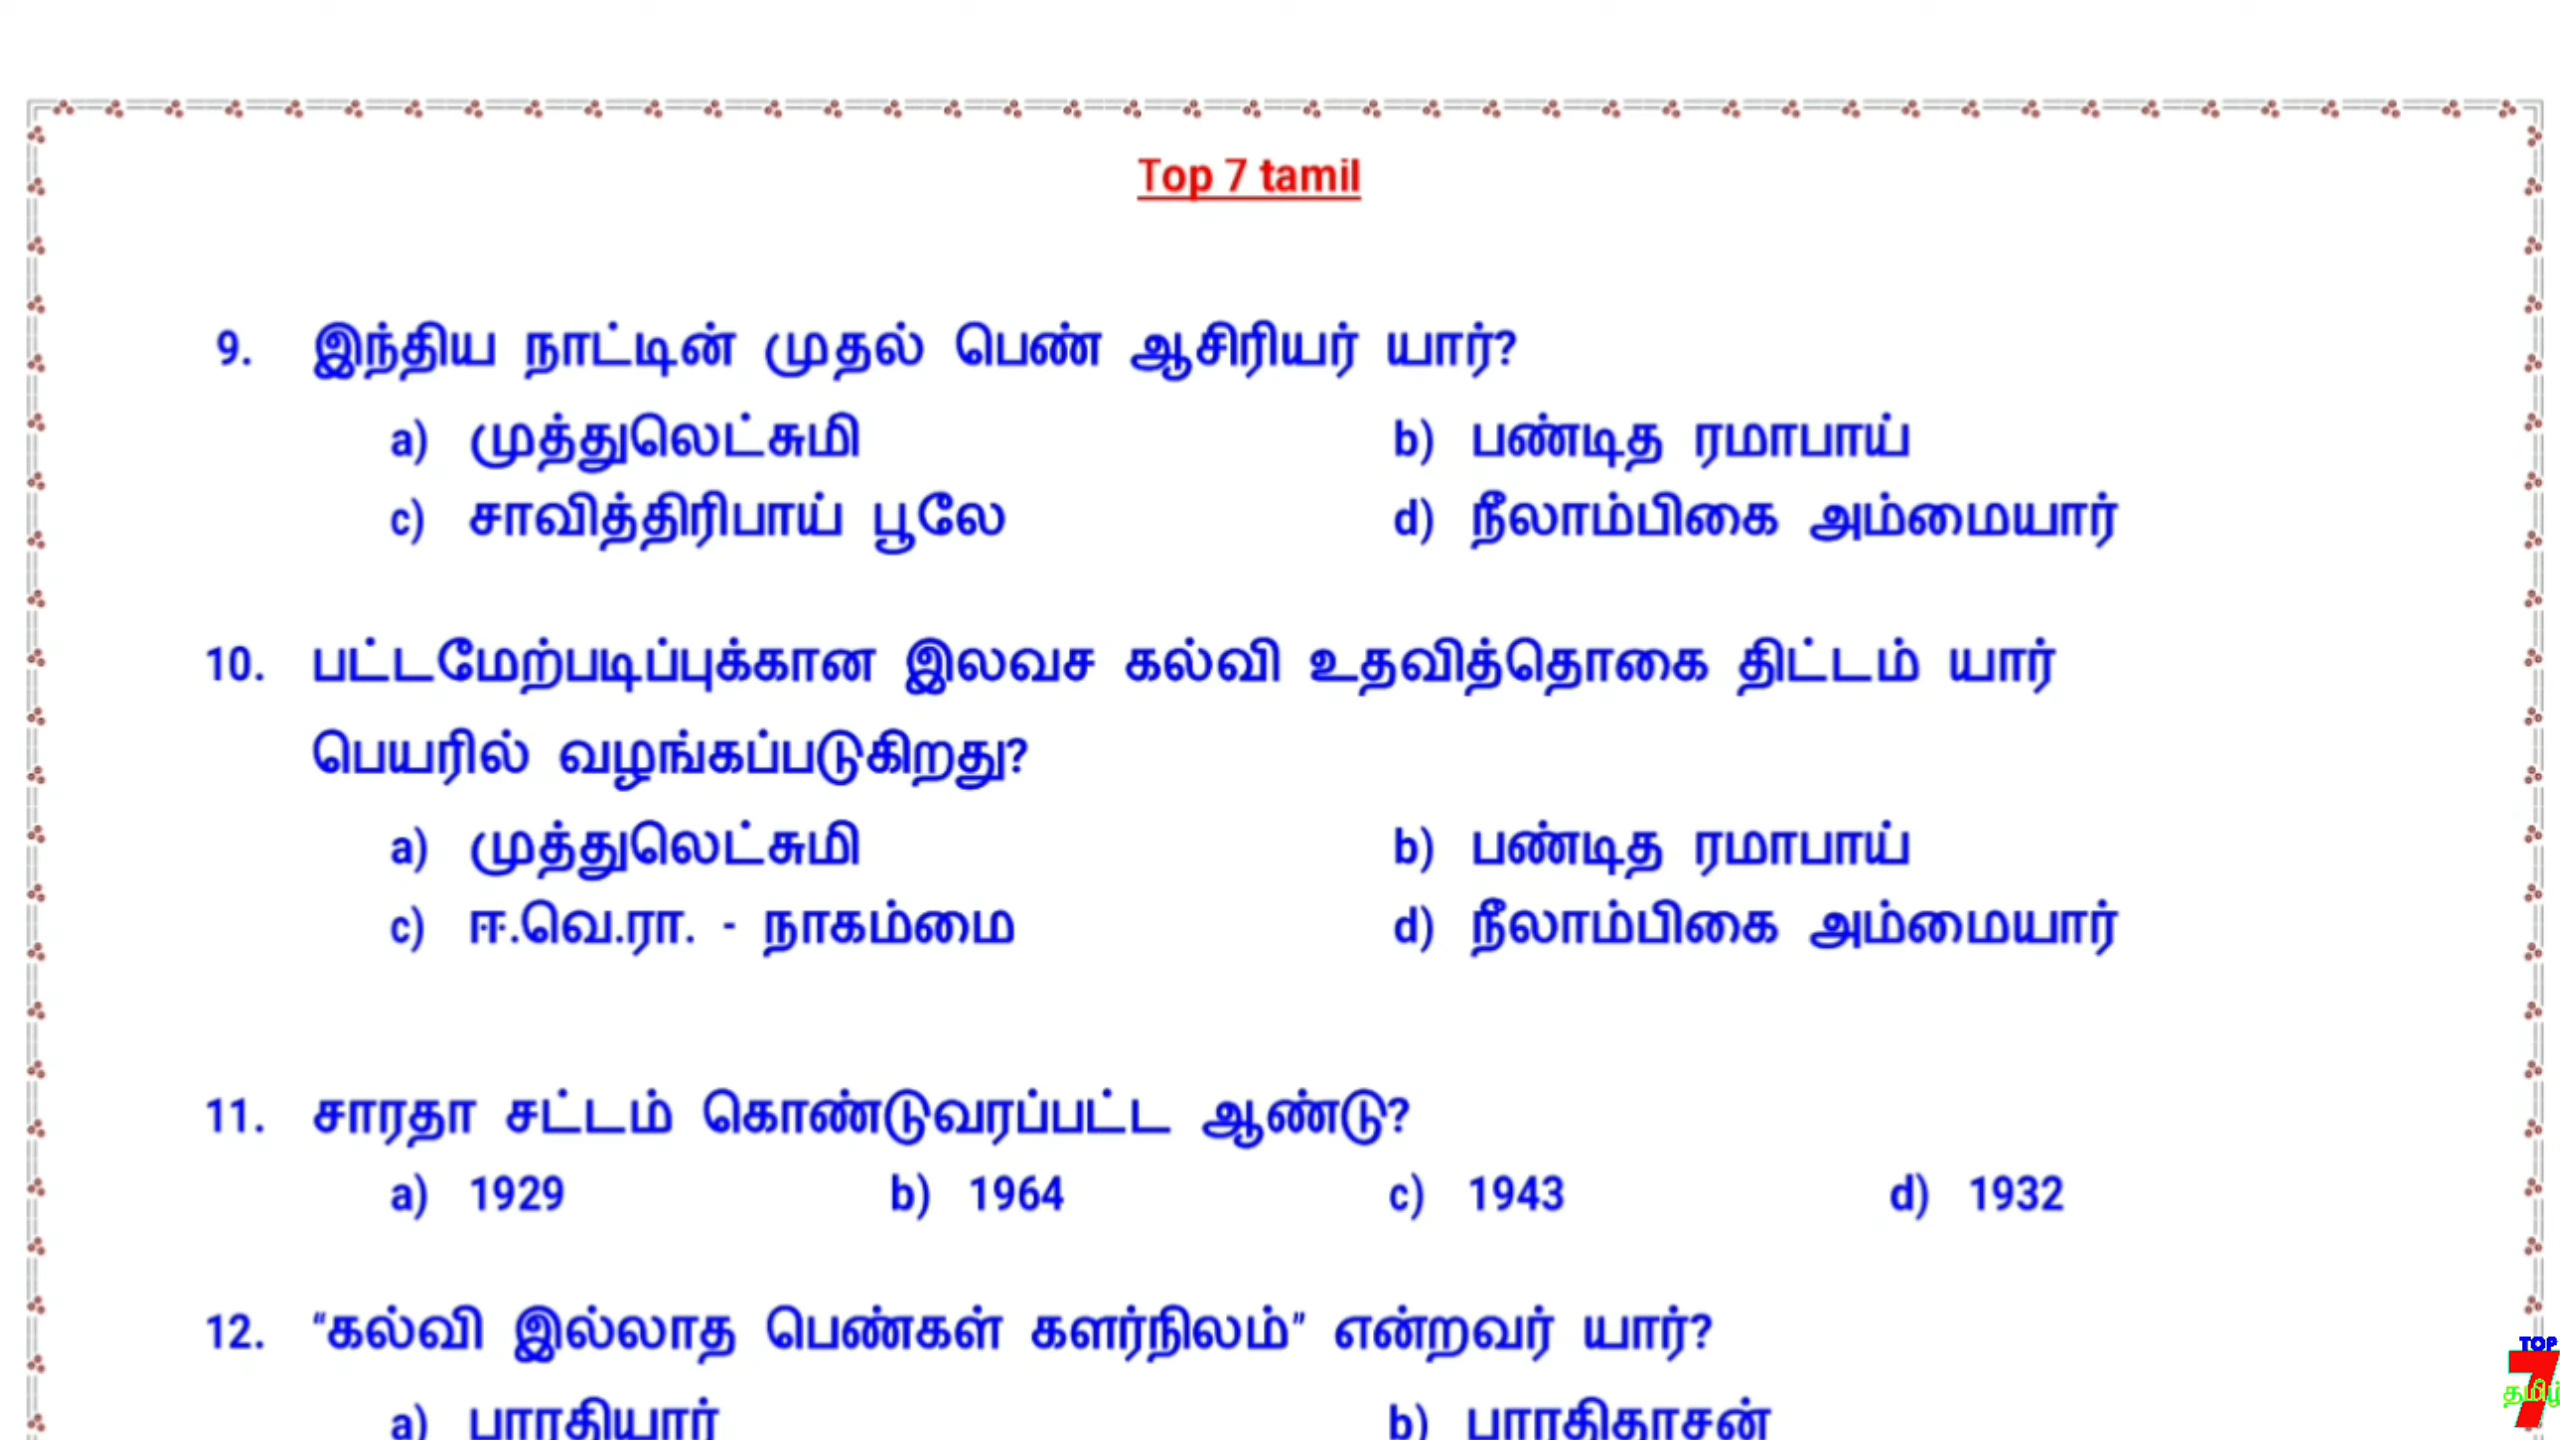 Top 7 tamil
9. இந்திய நாட்டின் முதல் பெண் ஆசிரியர் யார்?
a) முத்துலெட்சுமி b) பண்டித ரமாபாய்
c) சாவித்திரிபாய் பூலே d) நீலாம்பிகை அம்மையார்
10. பட்டமேற்படிப்புக்கான இலவச கல்வி உதவித்தொகை திட்டம் யார்
பெயரில் வழங்கப்படுகிறது?
a) முத்துலெட்சுமி b) பண்டித ரமாபாய்
c) ஈ.வெ.ரா. - நாகம்மை d) நீலாம்பிகை அம்மையார்
11. சாரதா சட்டம் கொண்டுவரப்பட்ட ஆண்டு?
a) 1929 b) 1964 c) 1943 d) 1932
12. “கல்வி இல்லாத பெண்கள் களர்நிலம்” என்றவர் யார்?
a) பாரதியார் b) பாரதிதாசன்
TOP
7
தமிழ்